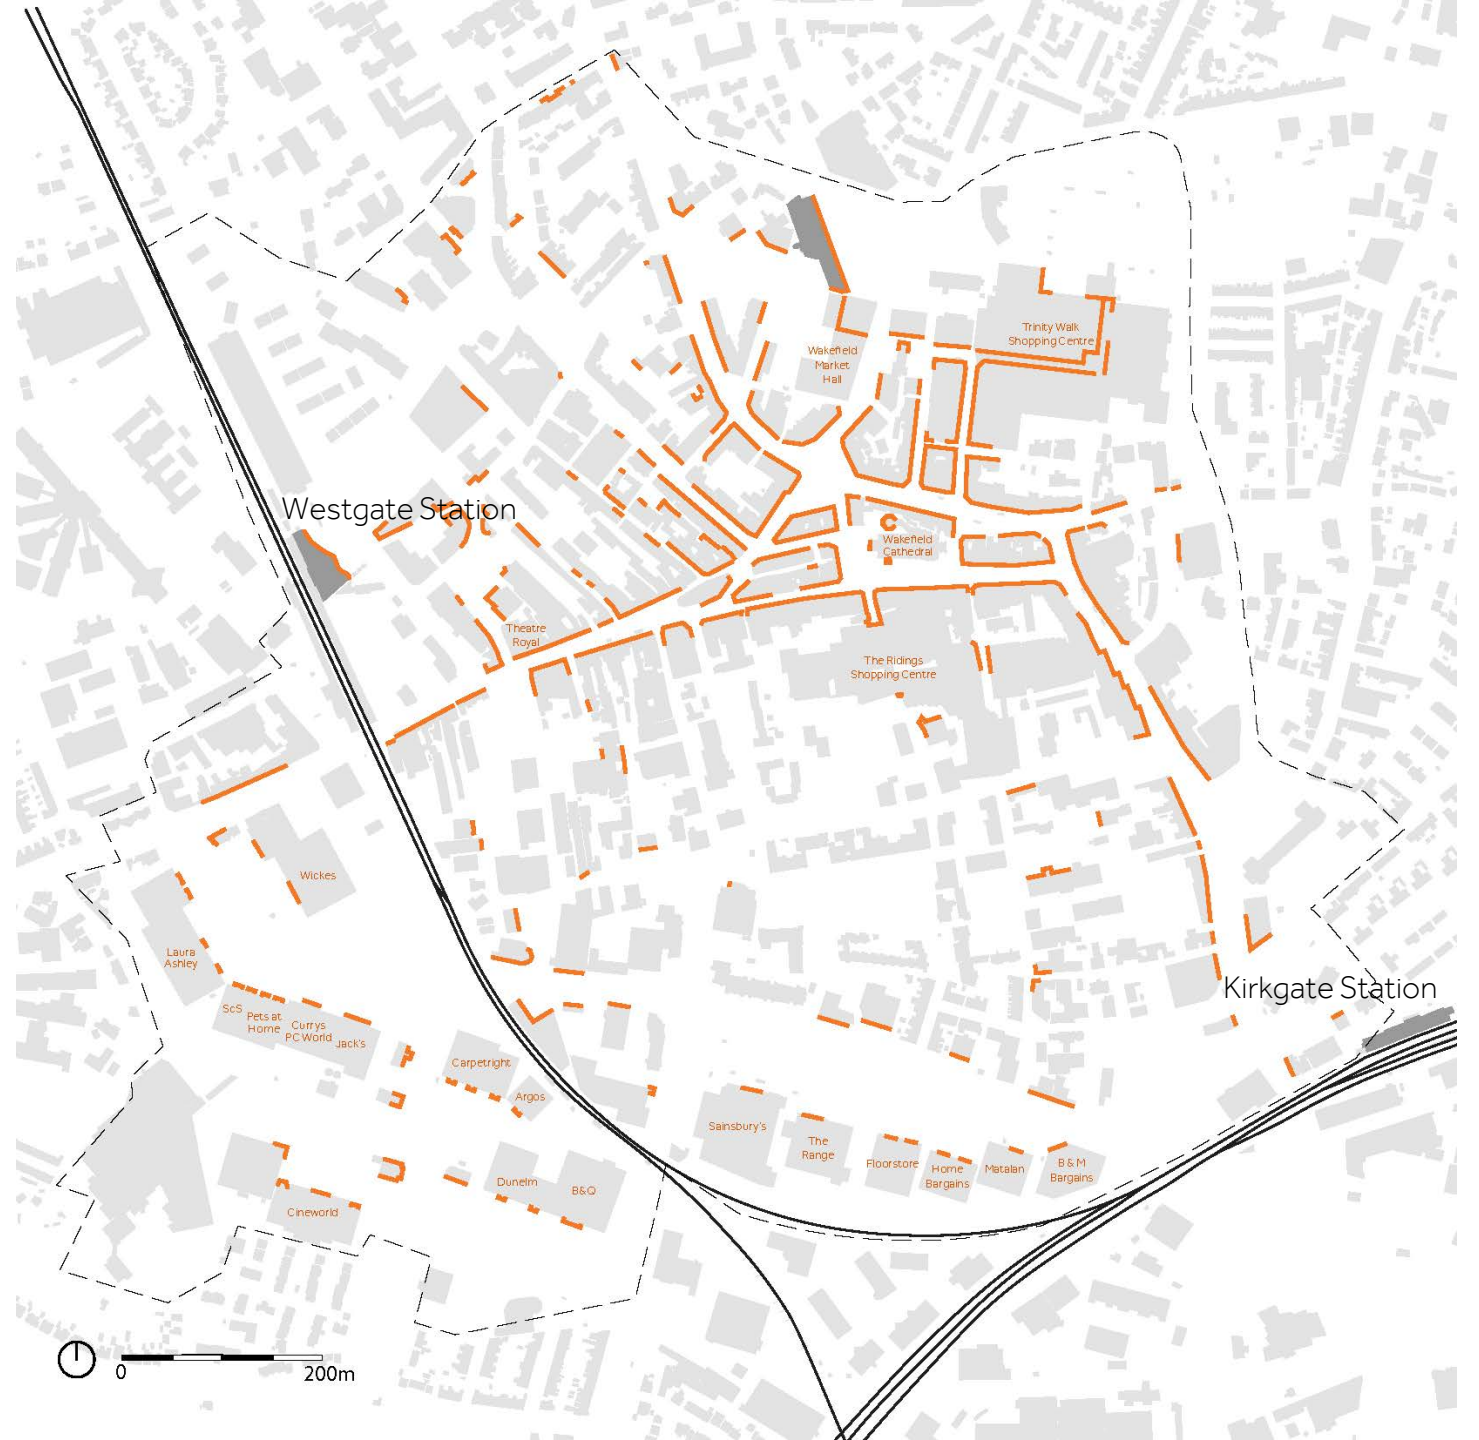 Trinity Walk
Shopping Centre
Wakefield
Market
Hall
Westgate Station
Wakefield
Cathedral
Theatre
Royal
The Ridings
Shopping Centre
Wickes
Laura
Ashley
Kirkgate Station
ScS
Pets at
Home
Currys
PC World
Jack's
Carpetright
Argos
Sainsbury's
The
Range
Floorstore
Home
Bargains
Matalan
B & M
Bargains
Dunelm
B&Q
Cineworld
0
200m